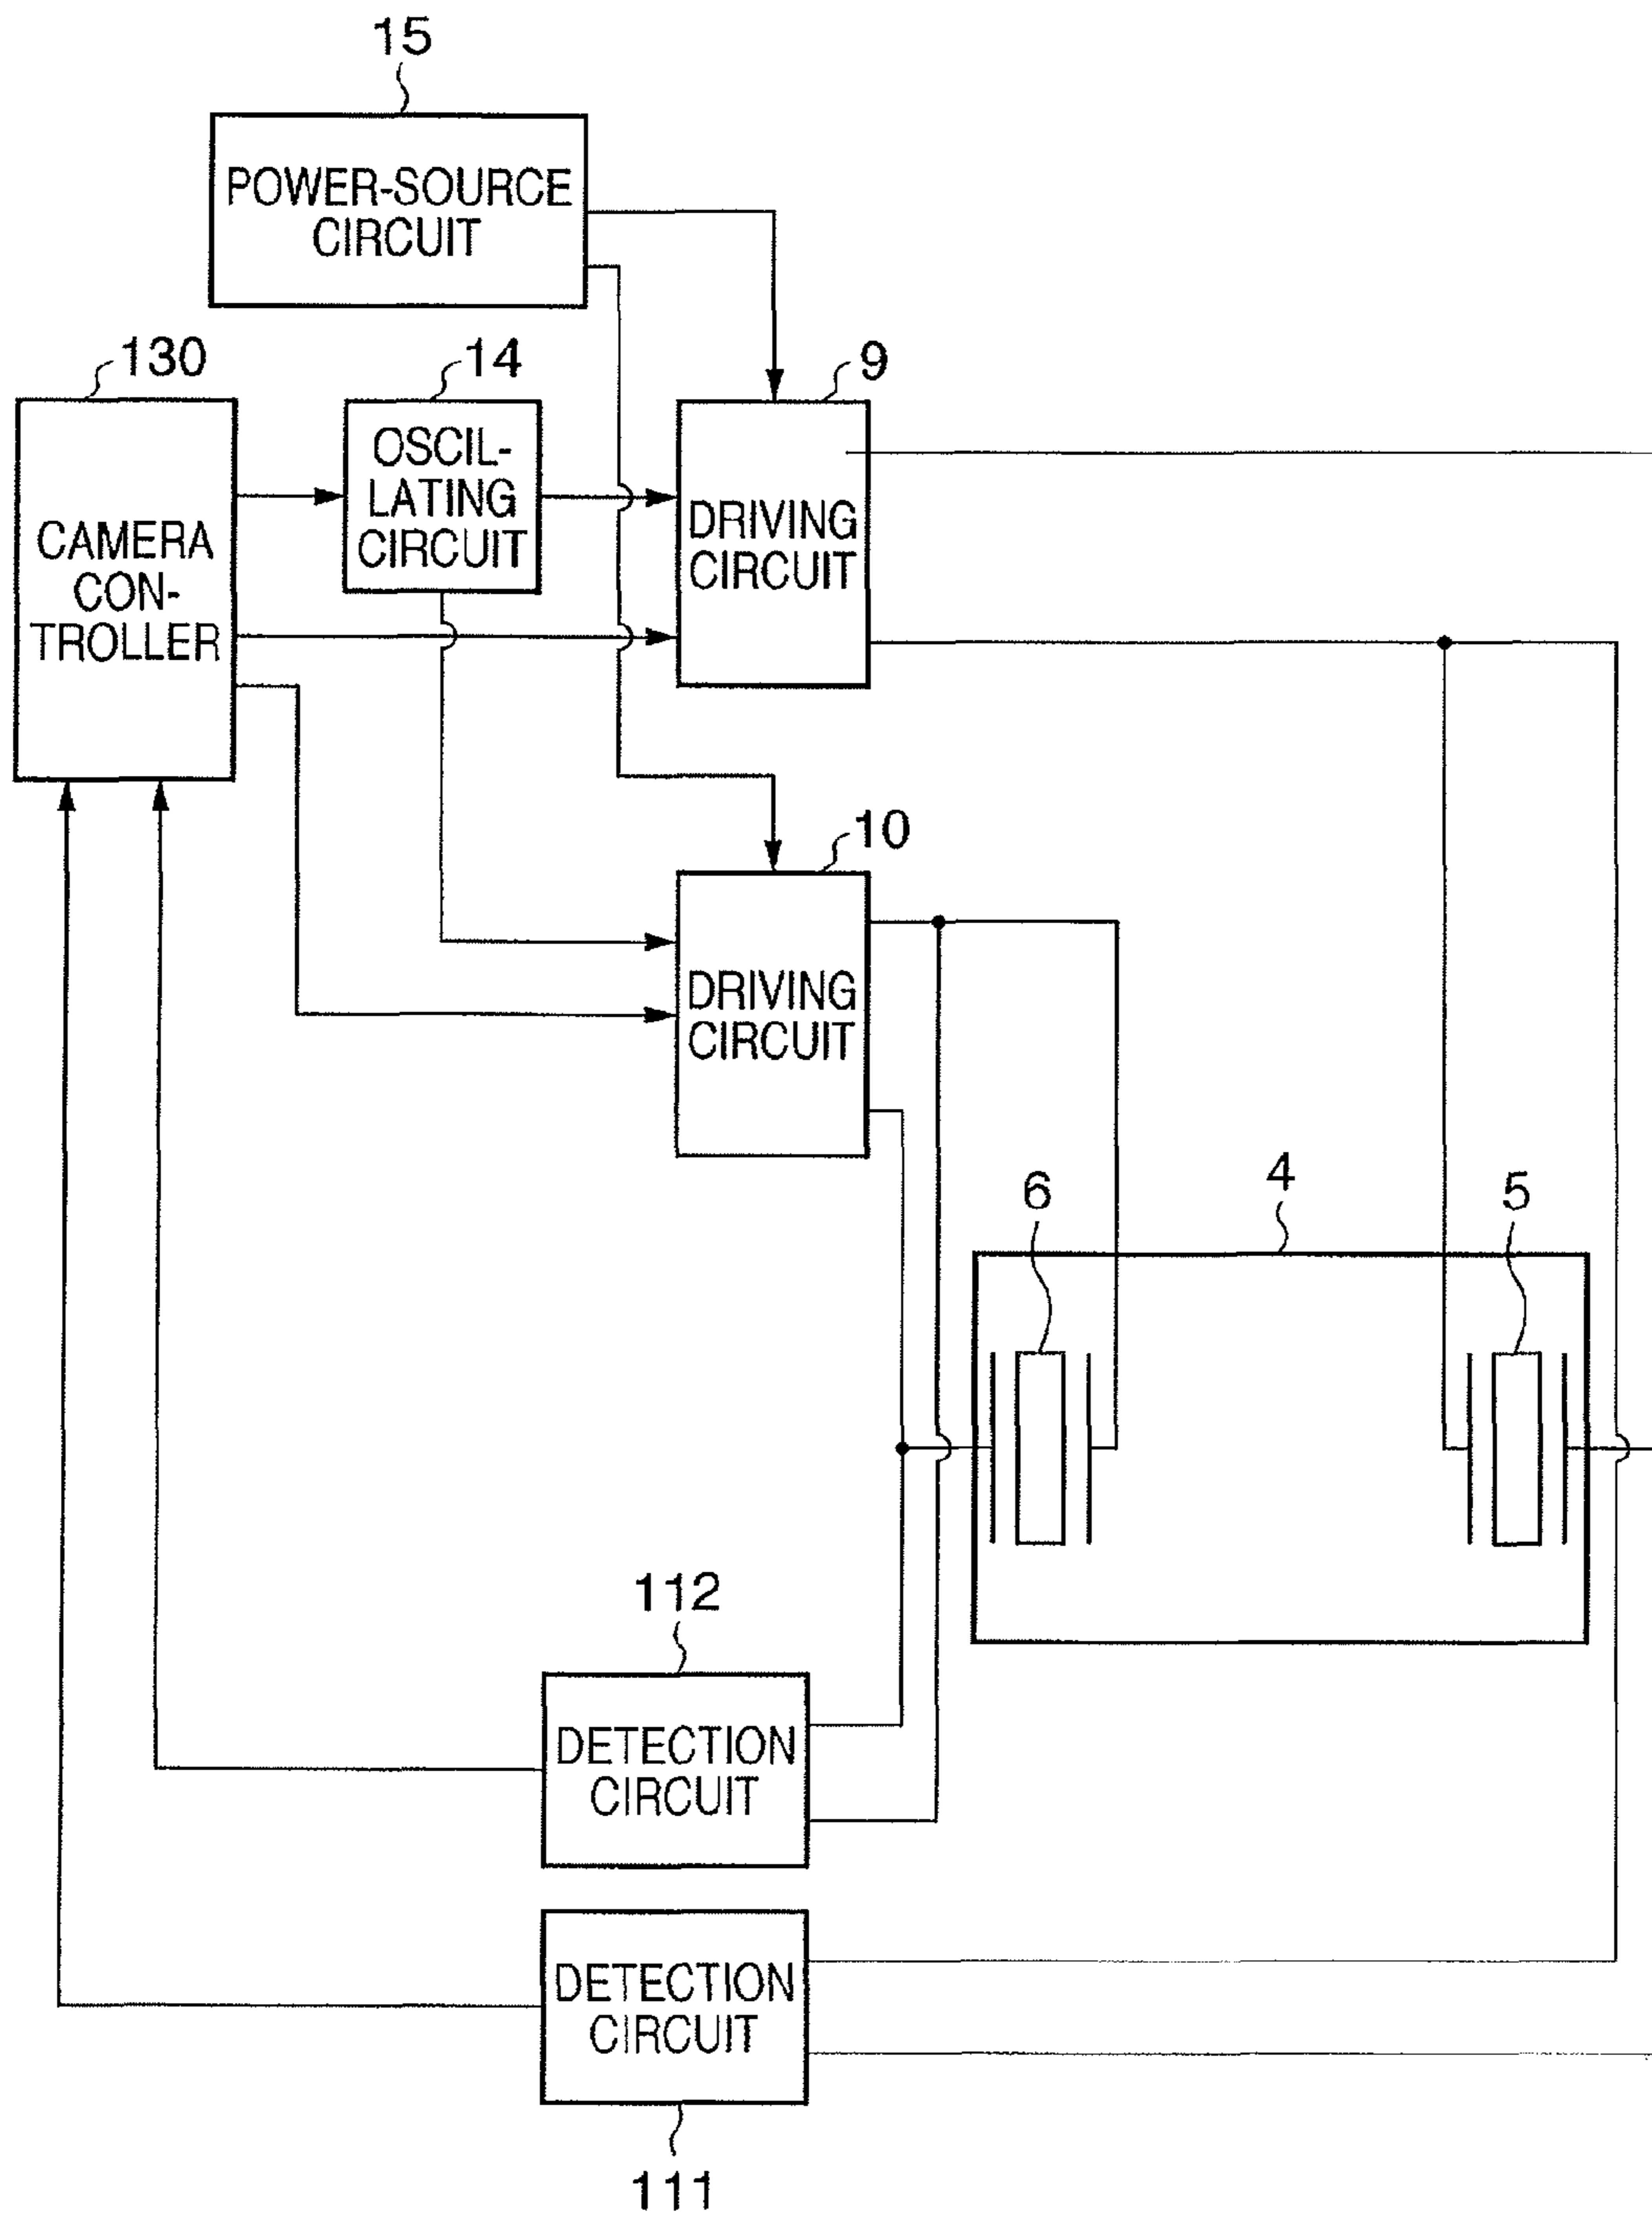 15
POWER-SOURCE
CIRCUIT
130
14
9
CAMERA
CON-
TROLLER
OSCIL-
LATING
CIRCUIT
DRIVING
CIRCUIT
10
DRIVING
CIRCUIT
6
4
5
112
DETECTION
CIRCUIT
DETECTION
CIRCUIT
111